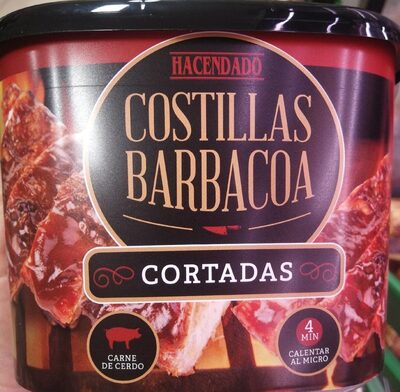 HACENDADO
COSTILLAS
BARBACOA
CORTADAS
CARNE
DE CERDO
4
MIN
CALENTAR
AL MICRO